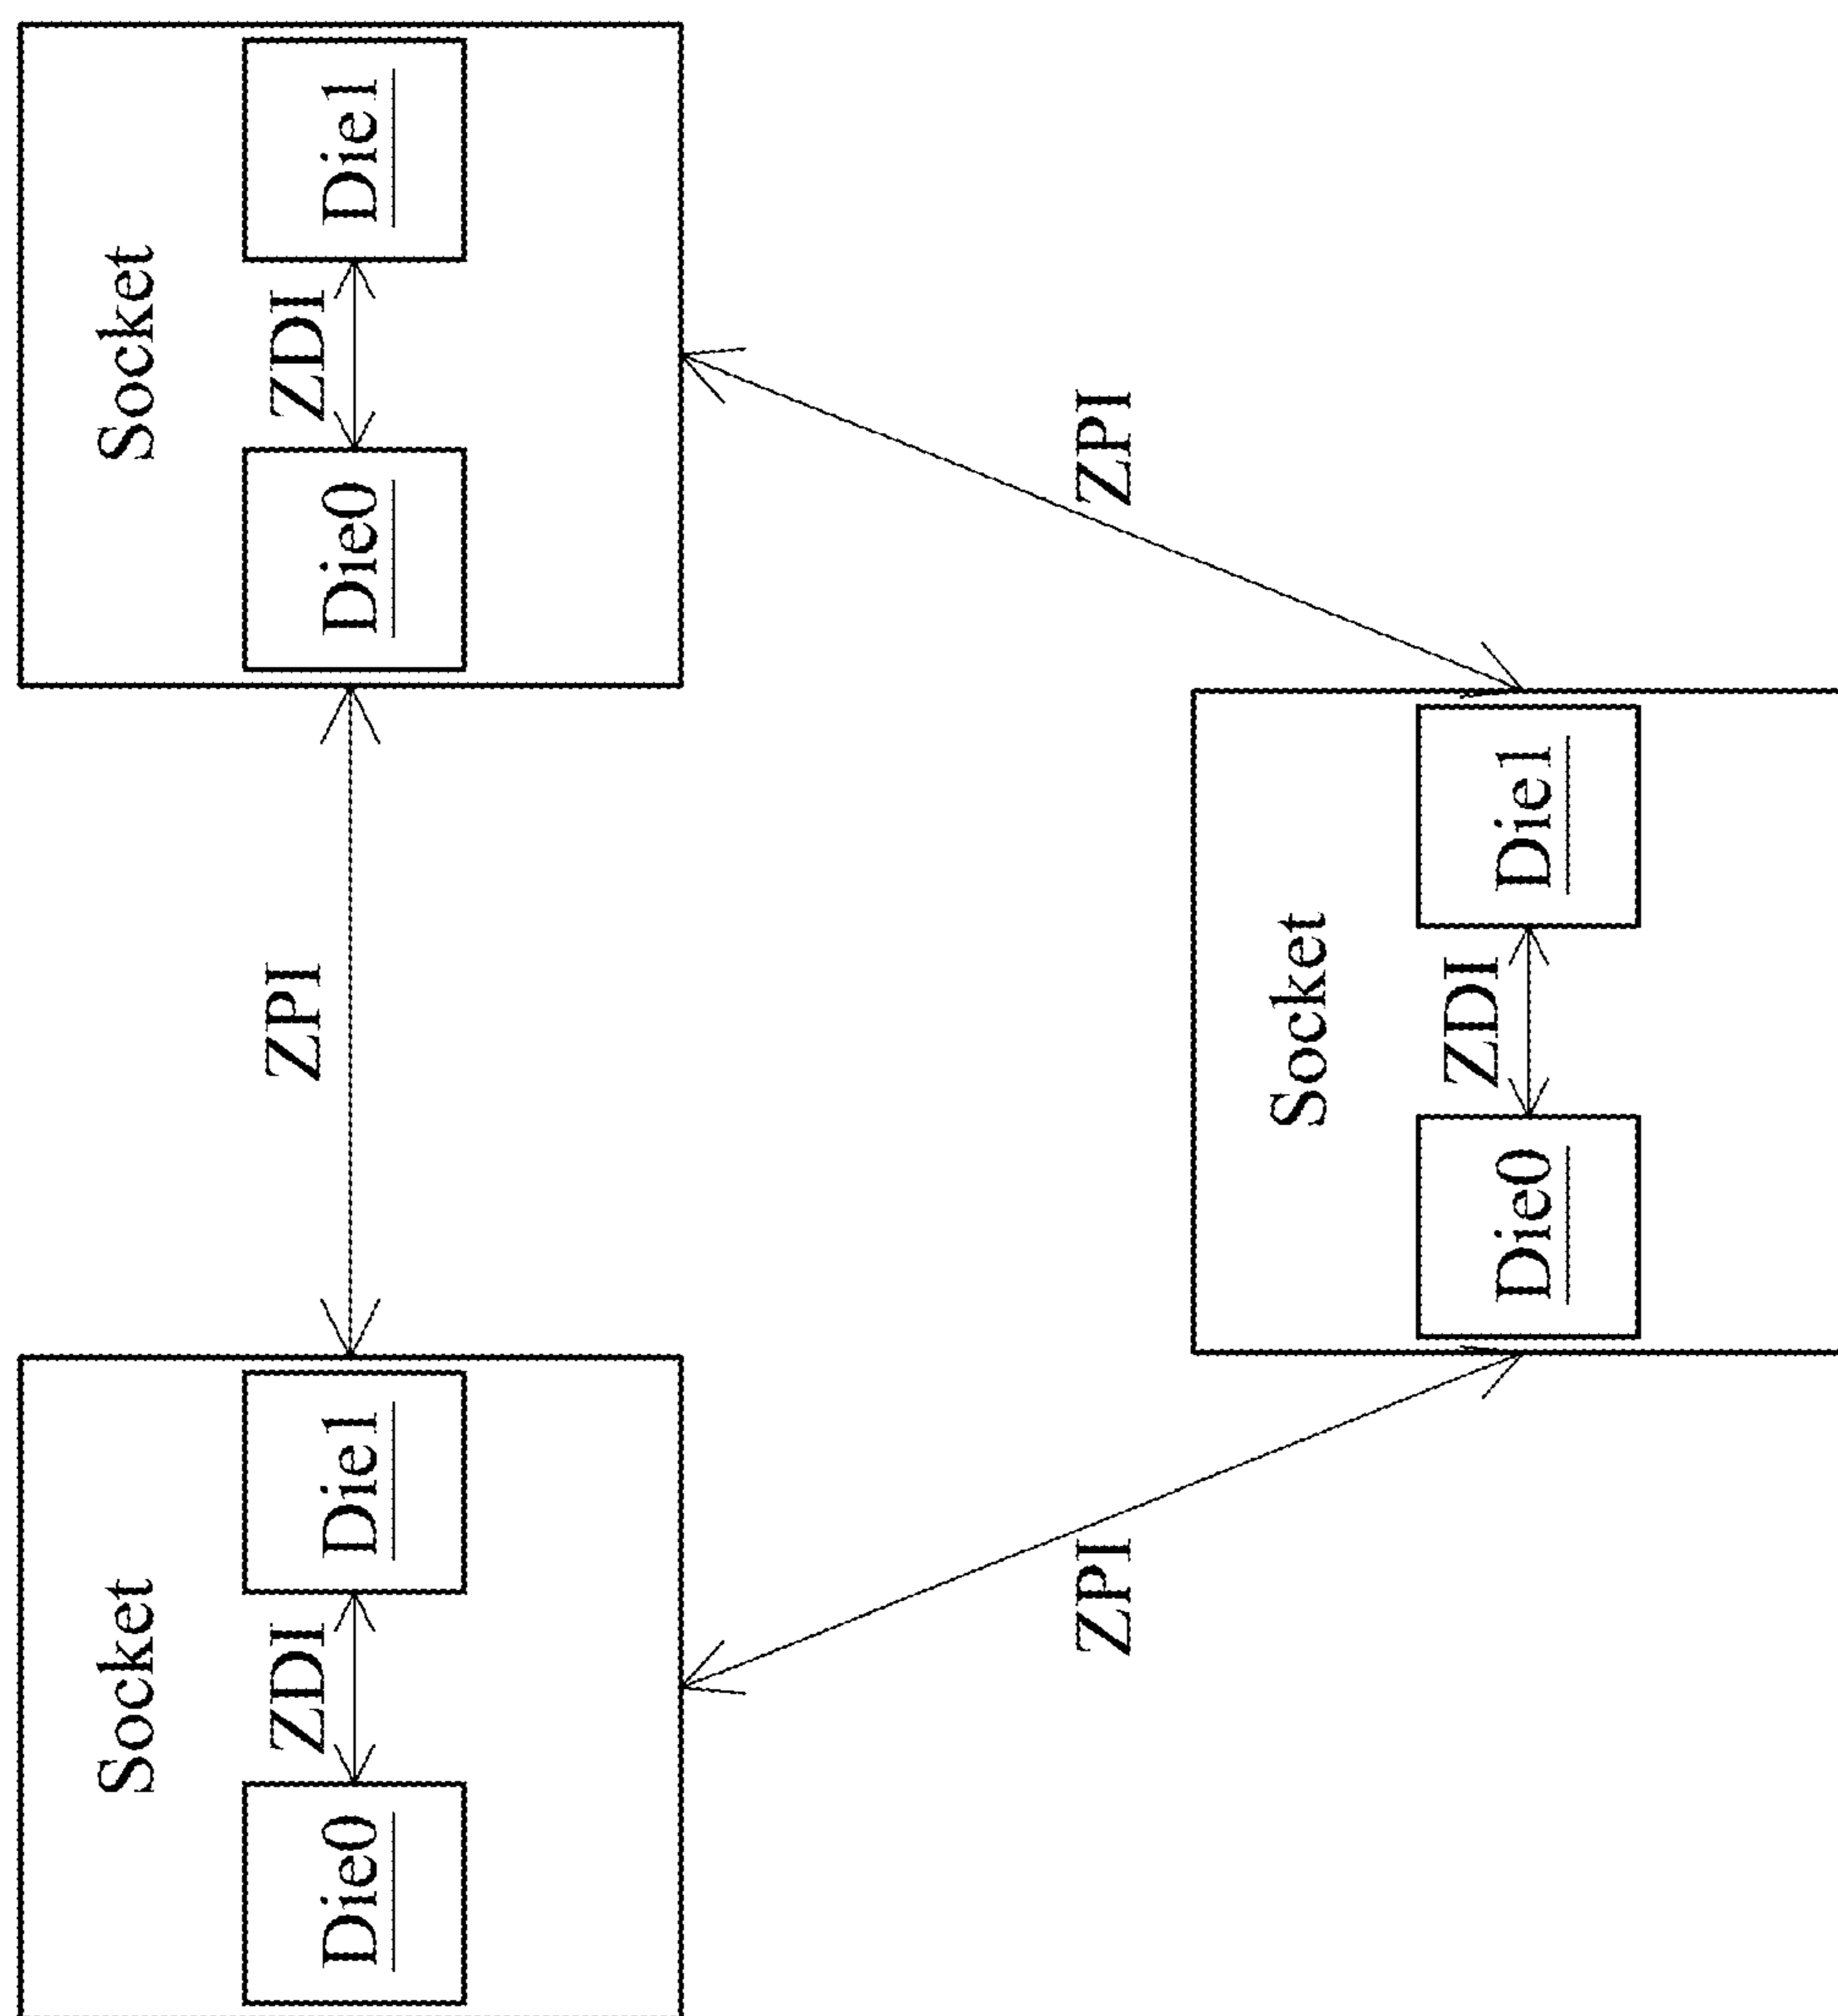 Socket
ZDI
Die0
Die1
ZPI
Socket
ZDI
Die0
Die1
ZPI
ZPI
Socket
ZDI
Die0
Die1